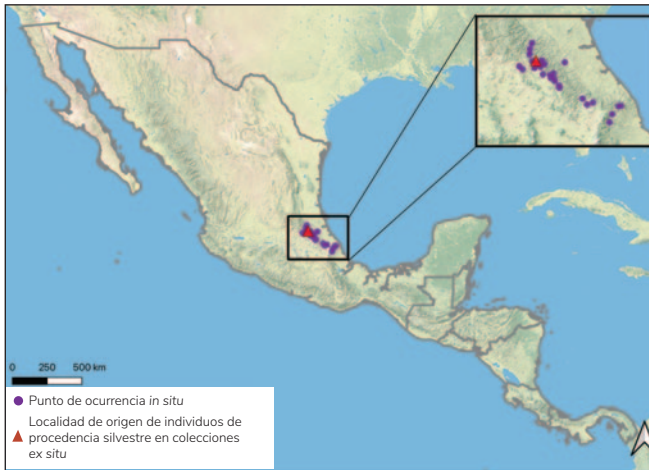 0 250 500 km
Punto de ocurrencia in situ
Localidad de origen de individuos de
procedencia silvestre en colecciones
ex situ